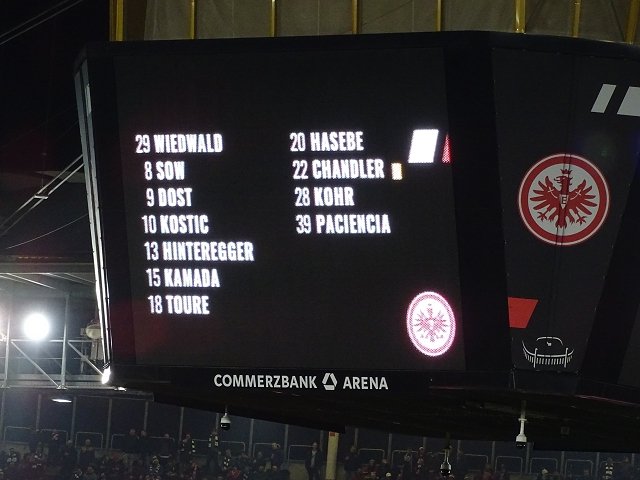 29 WIEDWALD
8 SOW
9 DOST
10 KOSTIC
13 HINTEREGGER
15 KAMADA
18 TOURE
20 HASEBE
22 CHANDLER
28 KOHR
39 PACIENCIA
COMMERZBANK ARENA